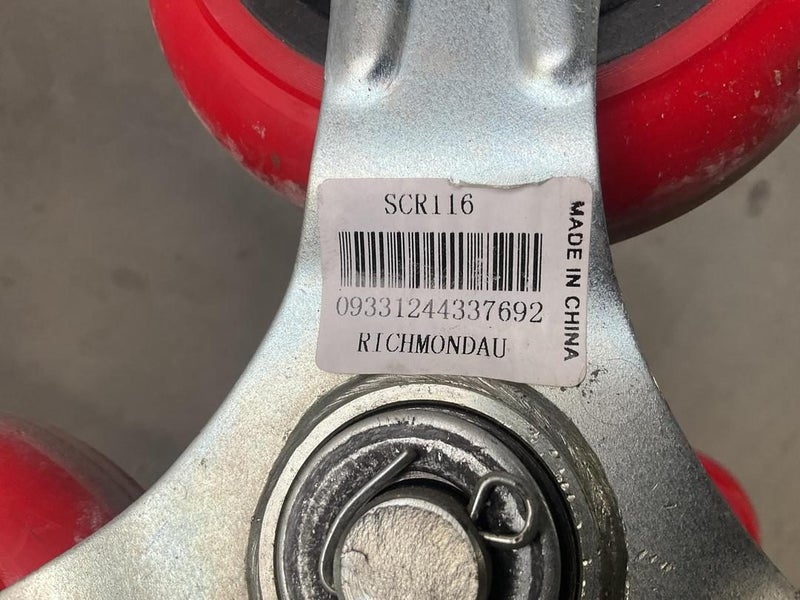 SCR116
09331244337692
RICHMONDAU
MADE IN CHINA